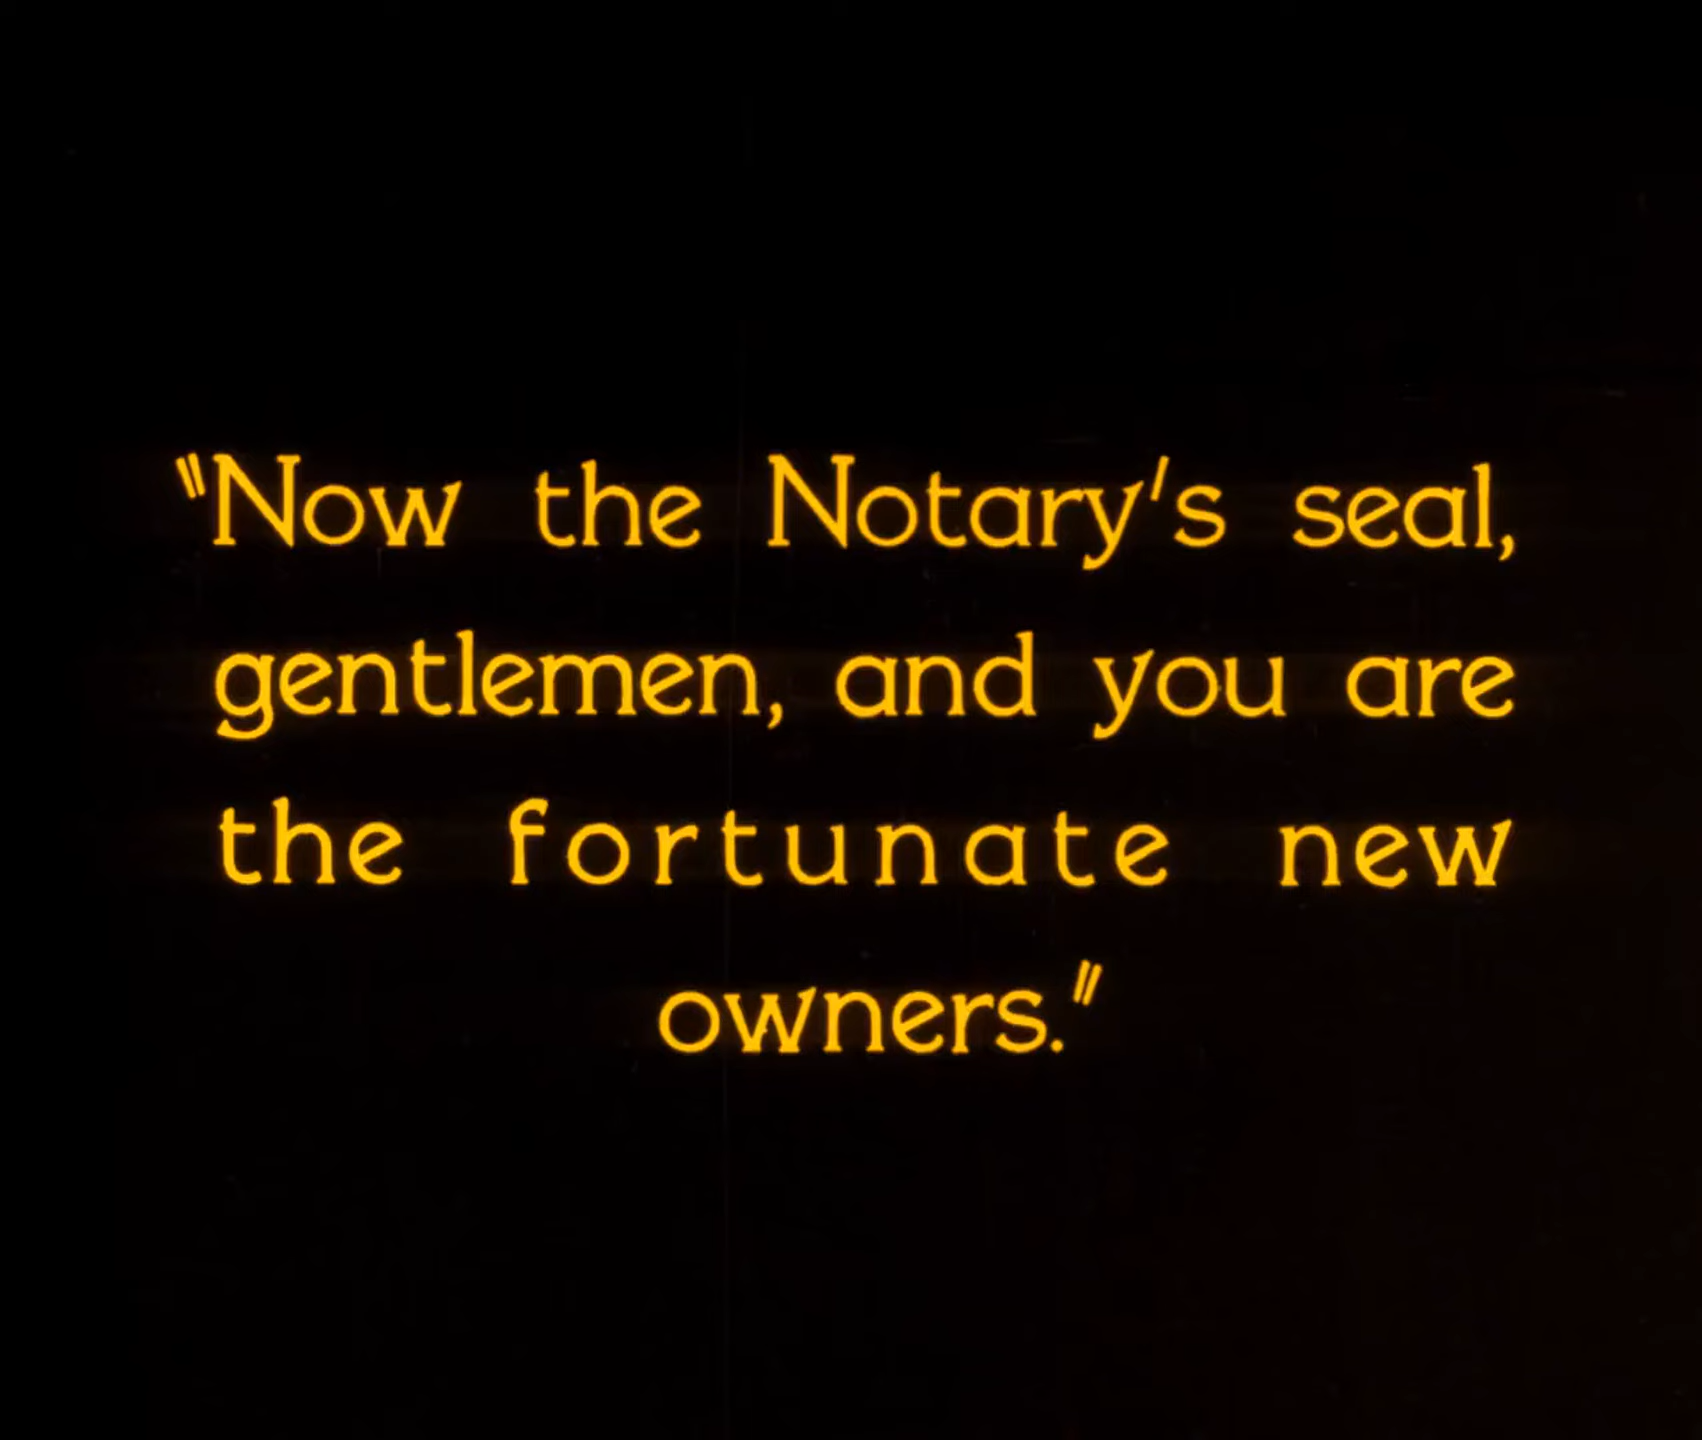 "Now the Notary's seal,
gentlemen, and you are
the fortunate new
owners."